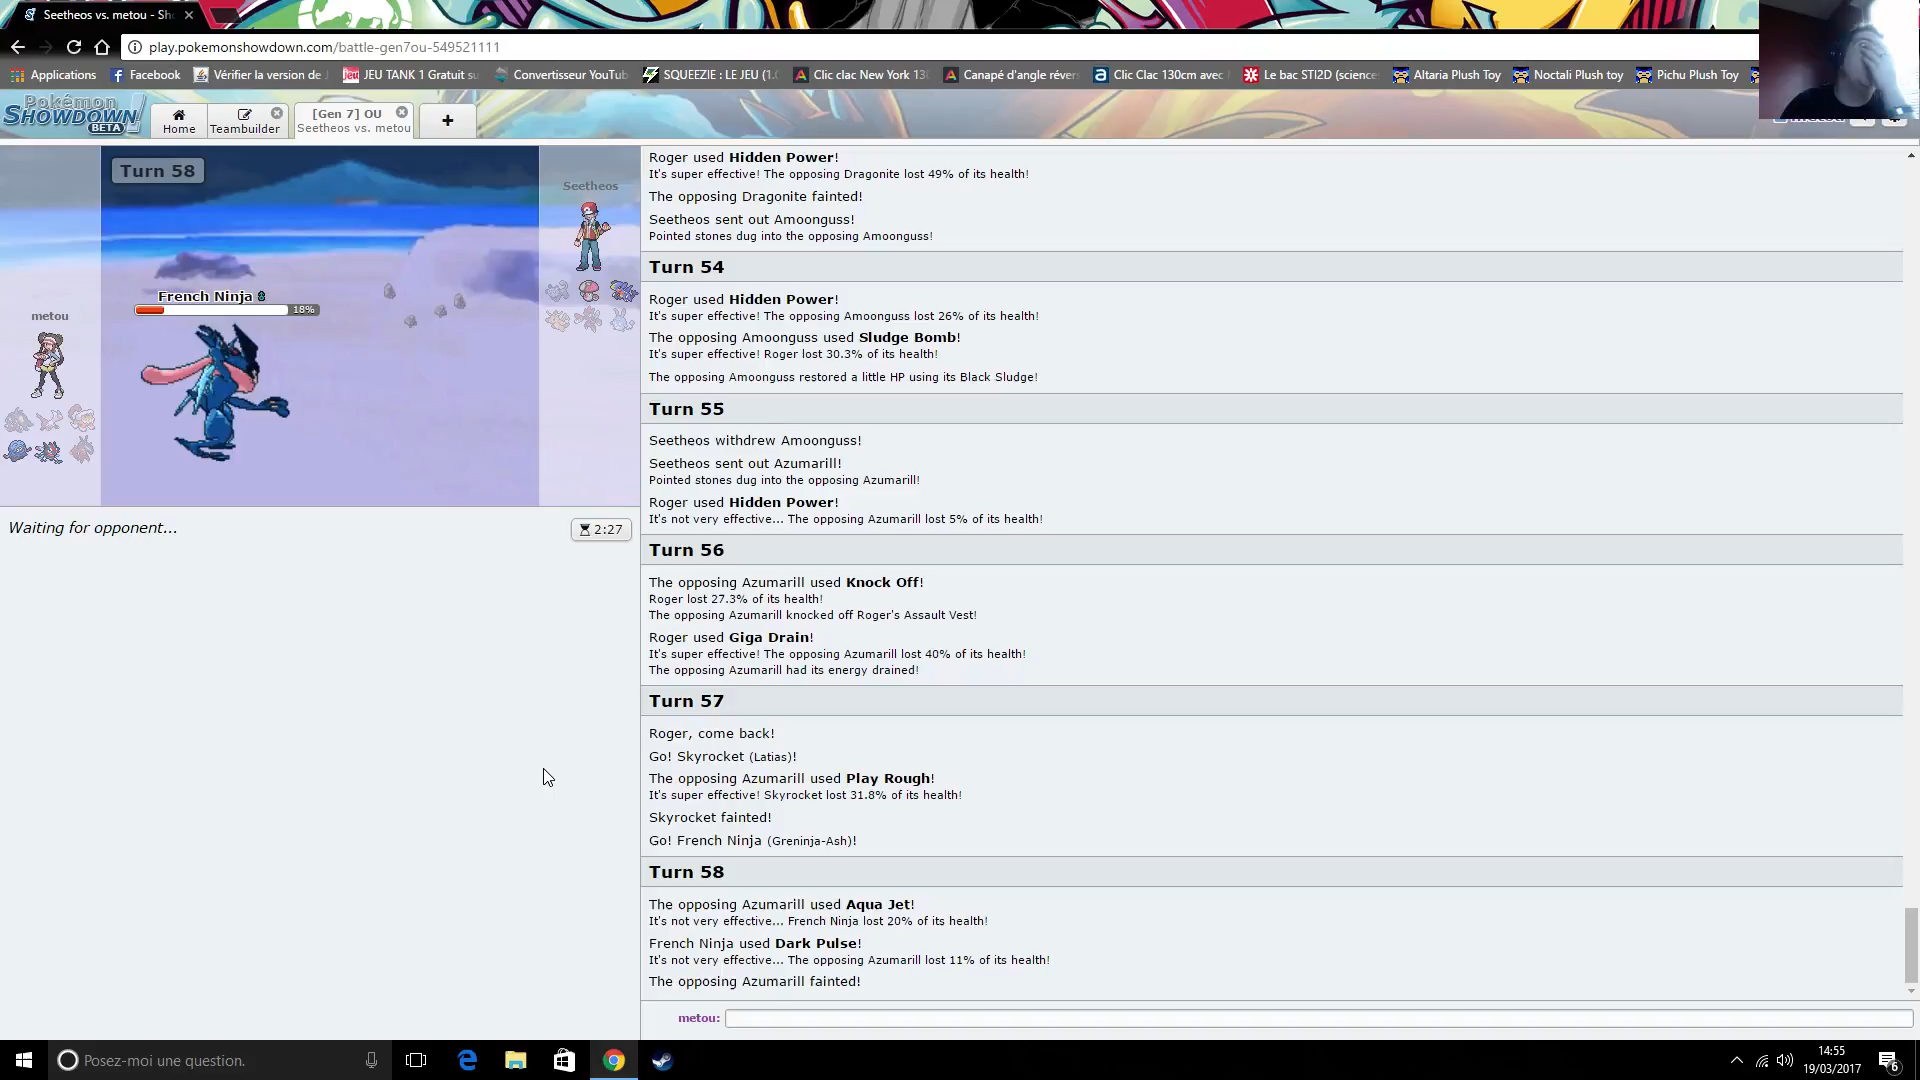 Seetheos vs. metou - Sho
play.pokemonshowdown.com/battle-gen7ou-549521111
Applications
Facebook
Vérifier la version de J
JEU TANK 1 Gratuit su
Convertisseur YouTub
SQUEEZIE : LE JEU (1.0
Clic clac New York 13
Canapé d'angle révers
Clic Clac 130cm avec
Le bac STI2D (science
Altaria Plush Toy
Noctali Plush toy
Pichu Plush Toy
Pokémon
SHOWDOWN!
BETA
Home
Teambuilder
[Gen 7] OU
Seetheos vs. metou
+
Turn 58
Seetheos
French Ninja
18%
metou
Waiting for opponent...
2:27
Roger used Hidden Power!
It's super effective! The opposing Dragonite lost 49% of its health!
The opposing Dragonite fainted!
Seetheos sent out Amoonguss!
Pointed stones dug into the opposing Amoonguss!
Turn 54
Roger used Hidden Power!
It's super effective! The opposing Amoonguss lost 26% of its health!
The opposing Amoonguss used Sludge Bomb!
It's super effective! Roger lost 30.3% of its health!
The opposing Amoonguss restored a little HP using its Black Sludge!
Turn 55
Seetheos withdrew Amoonguss!
Seetheos sent out Azumarill!
Pointed stones dug into the opposing Azumarill!
Roger used Hidden Power!
It's not very effective... The opposing Azumarill lost 5% of its health!
Turn 56
The opposing Azumarill used Knock Off!
Roger lost 27.3% of its health!
The opposing Azumarill knocked off Roger's Assault Vest!
Roger used Giga Drain!
It's super effective! The opposing Azumarill lost 40% of its health!
The opposing Azumarill had its energy drained!
Turn 57
Roger, come back!
Go! Skyrocket (Latias)!
The opposing Azumarill used Play Rough!
It's super effective! Skyrocket lost 31.8% of its health!
Skyrocket fainted!
Go! French Ninja (Greninja-Ash)!
Turn 58
The opposing Azumarill used Aqua Jet!
It's not very effective... French Ninja lost 20% of its health!
French Ninja used Dark Pulse!
It's not very effective... The opposing Azumarill lost 11% of its health!
The opposing Azumarill fainted!
metou:
Posez-moi une question.
14:55
19/03/2017
6